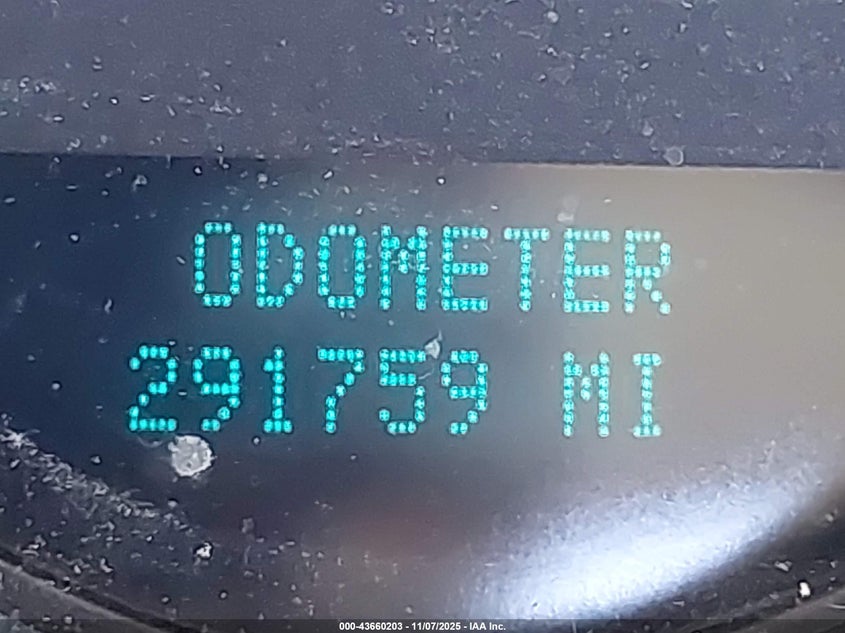 ODOMETER
291759 MI
000-43660203 - 11/07/2025 - IAA Inc.